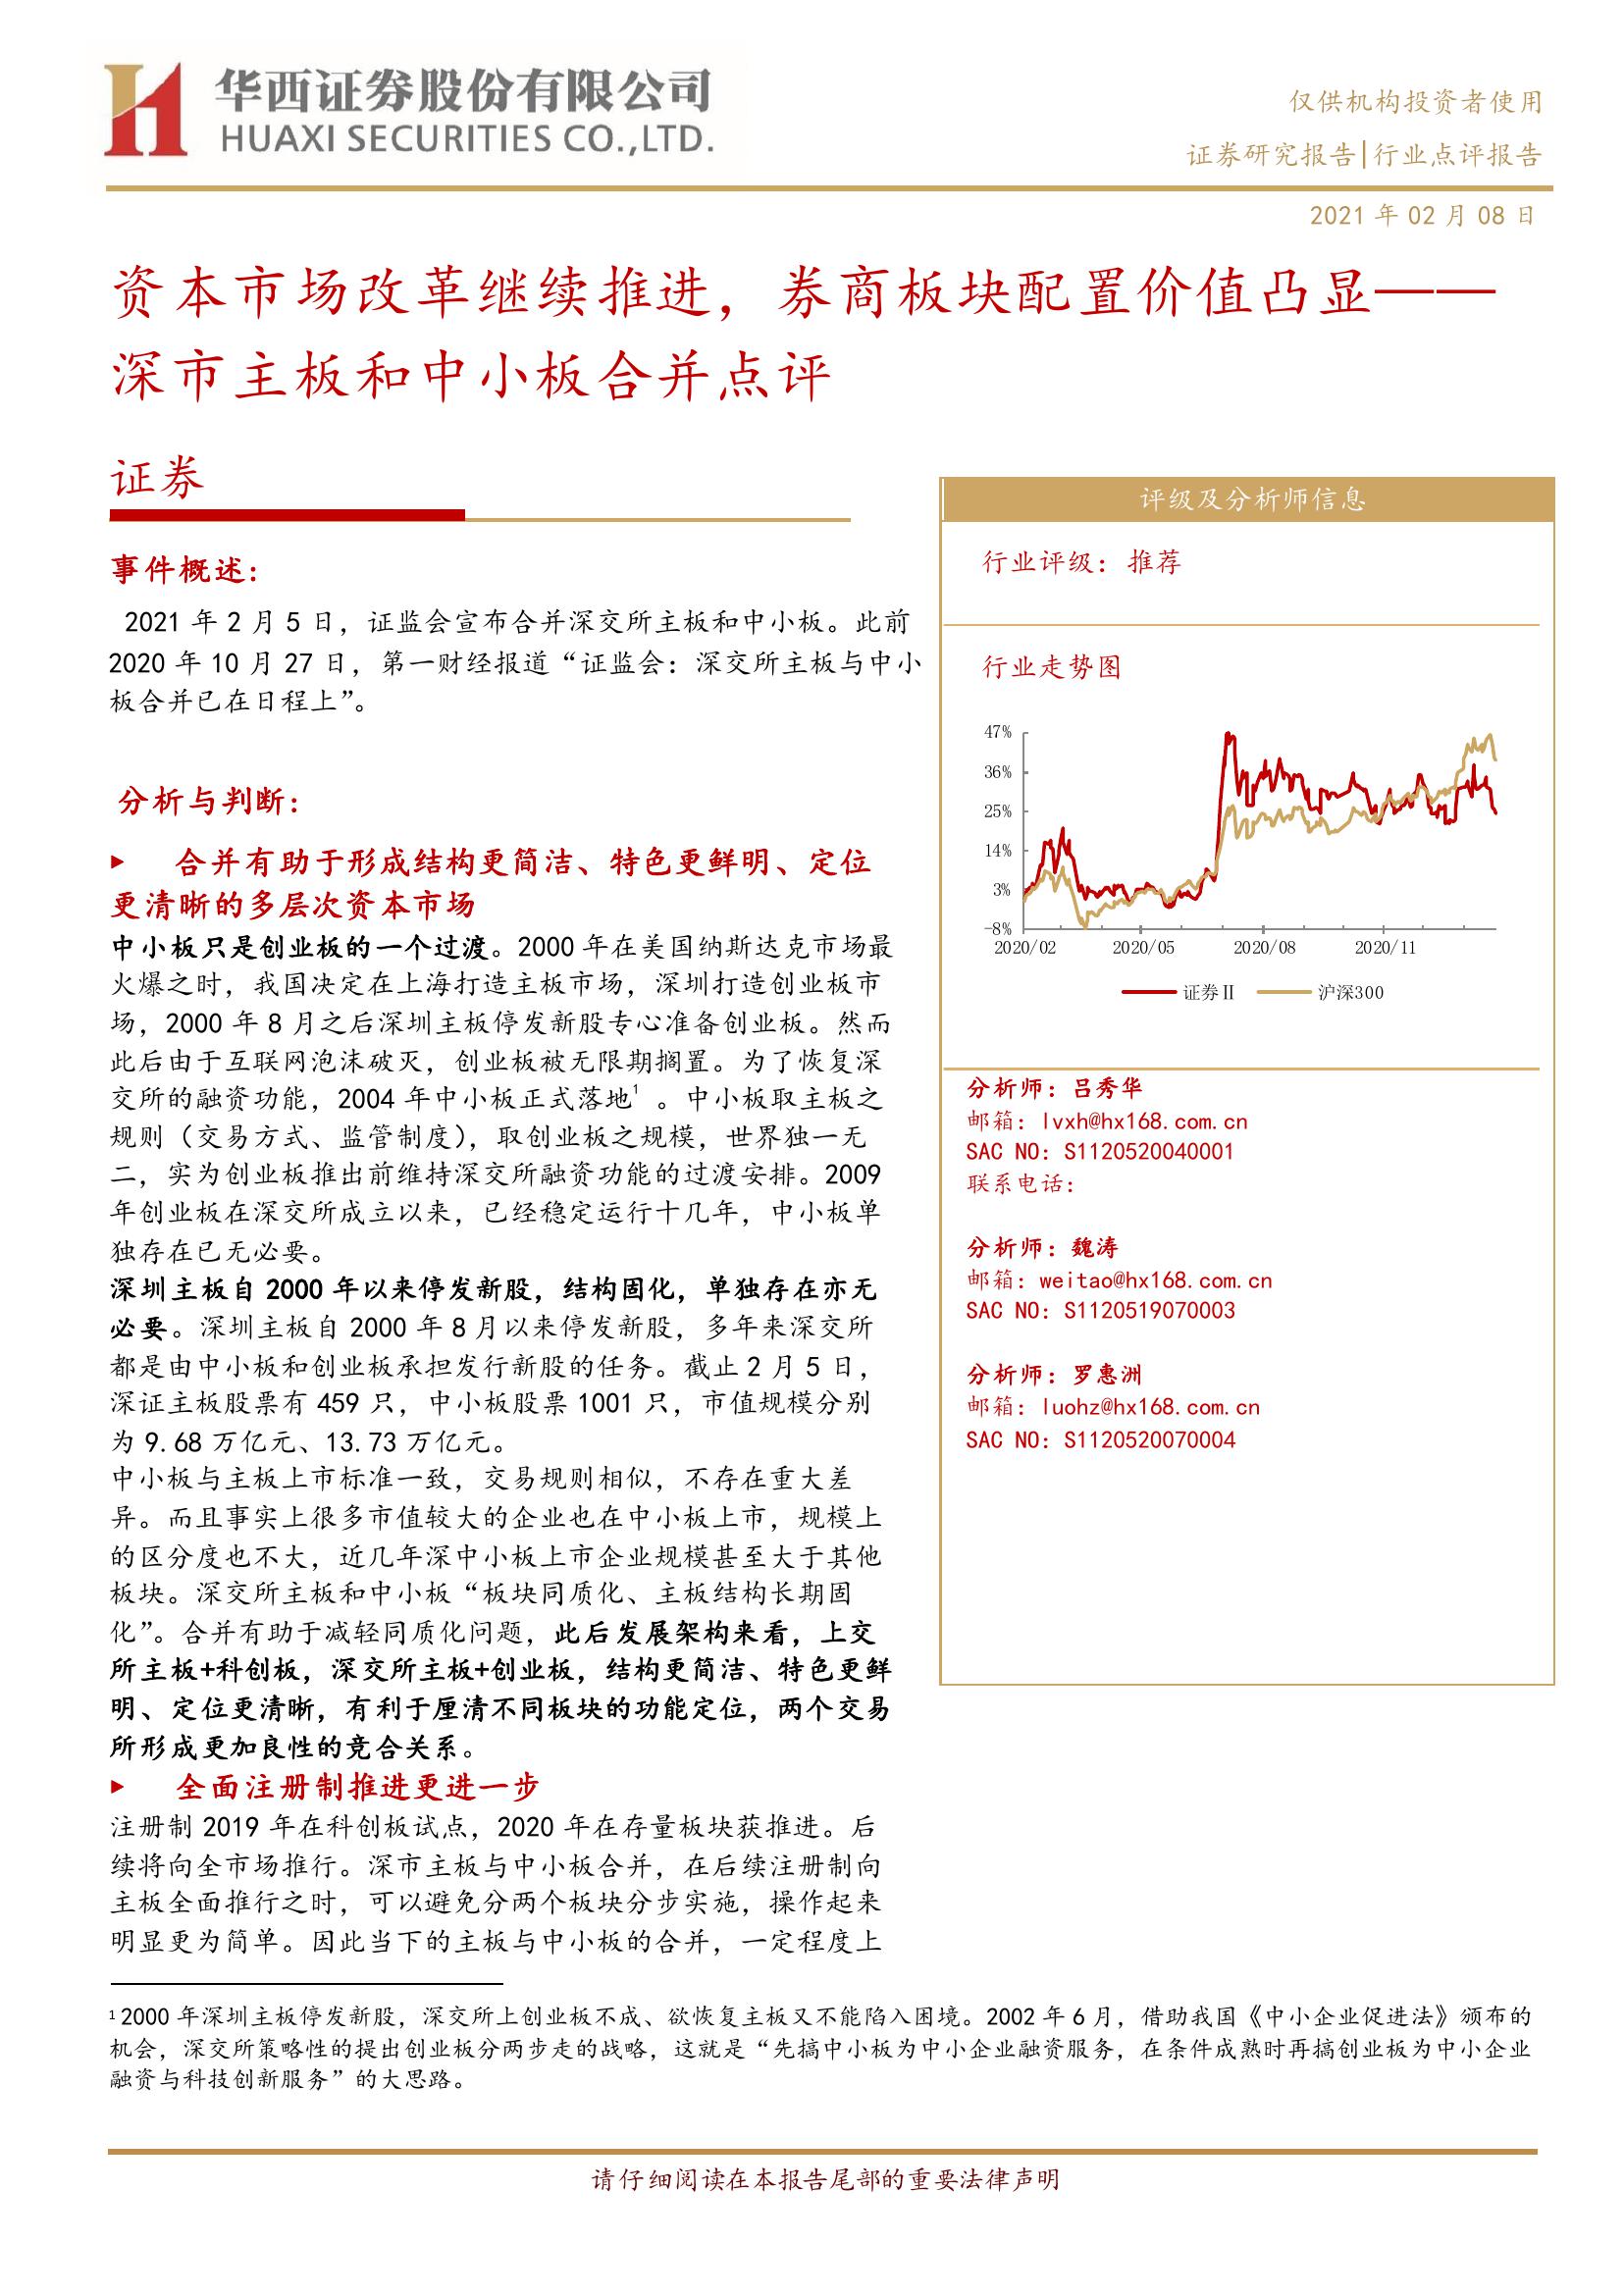 华西证券股份有限公司
HUAXI SECURITIES CO.,LTD.
仅供机构投资者使用
证券研究报告|行业点评报告
2021 年 02 月 08 日
资本市场改革继续推进，券商板块配置价值凸显——
深市主板和中小板合并点评
证券
事件概述：
2021 年 2 月 5 日，证监会宣布合并深交所主板和中小板。此前
2020 年 10 月 27 日，第一财经报道“证监会：深交所主板与中小
板合并已在日程上”。
分析与判断：
▶ 合并有助于形成结构更简洁、特色更鲜明、定位
更清晰的多层次资本市场
中小板只是创业板的一个过渡。2000 年在美国纳斯达克市场最
火爆之时，我国决定在上海打造主板市场，深圳打造创业板市
场，2000 年 8 月之后深圳主板停发新股专心准备创业板。然而
此后由于互联网泡沫破灭，创业板被无限期搁置。为了恢复深
交所的融资功能，2004 年中小板正式落地¹ 。中小板取主板之
规则（交易方式、监管制度），取创业板之规模，世界独一无
二，实为创业板推出前维持深交所融资功能的过渡安排。2009
年创业板在深交所成立以来，已经稳定运行十几年，中小板单
独存在已无必要。
深圳主板自 2000 年以来停发新股，结构固化，单独存在亦无
必要。深圳主板自 2000 年 8 月以来停发新股，多年来深交所
都是由中小板和创业板承担发行新股的任务。截止 2 月 5 日，
深证主板股票有 459 只，中小板股票 1001 只，市值规模分别
为 9.68 万亿元、13.73 万亿元。
中小板与主板上市标准一致，交易规则相似，不存在重大差
异。而且事实上很多市值较大的企业也在中小板上市，规模上
的区分度也不大，近几年深中小板上市企业规模甚至大于其他
板块。深交所主板和中小板“板块同质化、主板结构长期固
化”。合并有助于减轻同质化问题，此后发展架构来看，上交
所主板+科创板，深交所主板+创业板，结构更简洁、特色更鲜
明、定位更清晰，有利于厘清不同板块的功能定位，两个交易
所形成更加良性的竞合关系。
▶ 全面注册制推进更进一步
注册制 2019 年在科创板试点，2020 年在存量板块获推进。后
续将向全市场推行。深市主板与中小板合并，在后续注册制向
主板全面推行之时，可以避免分两个板块分步实施，操作起来
明显更为简单。因此当下的主板与中小板的合并，一定程度上
评级及分析师信息
行业评级：推荐
行业走势图
47%
36%
25%
14%
3%
-8%
2020/02 2020/05 2020/08 2020/11
证券Ⅱ 沪深300
分析师：吕秀华
邮箱：lvxh@hx168.com.cn
SAC NO：S1120520040001
联系电话：
分析师：魏涛
邮箱：weitao@hx168.com.cn
SAC NO：S1120519070003
分析师：罗惠洲
邮箱：luohz@hx168.com.cn
SAC NO：S1120520070004
¹ 2000 年深圳主板停发新股，深交所上创业板不成、欲恢复主板又不能陷入困境。2002 年 6 月，借助我国《中小企业促进法》颁布的
机会，深交所策略性的提出创业板分两步走的战略，这就是“先搞中小板为中小企业融资服务，在条件成熟时再搞创业板为中小企业
融资与科技创新服务”的大思路。
请仔细阅读在本报告尾部的重要法律声明